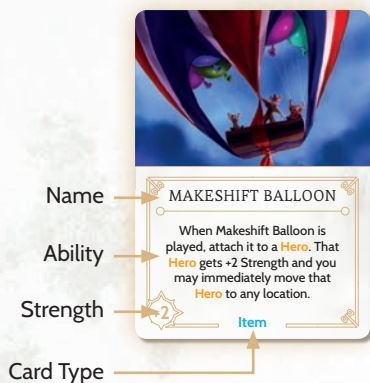 Name
MAKESHIFT BALLOON
Ability
When Makeshift Balloon is
played, attach it to a Hero. That
Hero gets +2 Strength and you
may immediately move that
Hero to any location.
Strength
+2
Item
Card Type